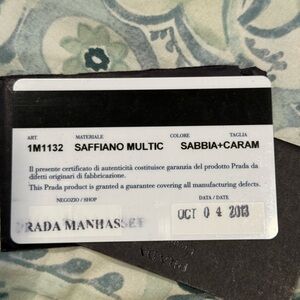 ART. MATERIALE COLORE TAGLIA
1M1132 SAFFIANO MULTIC SABBIA+CARAM
Il presente certificato di autenticità costituisce garanzia del prodotto Prada da
difetti originari di fabbricazione.
This Prada product is granted a guarantee covering all manufacturing defects.
NEGOZIO / SHOP DATA / DATE
PRADA MANHASSET OCT 04 2013